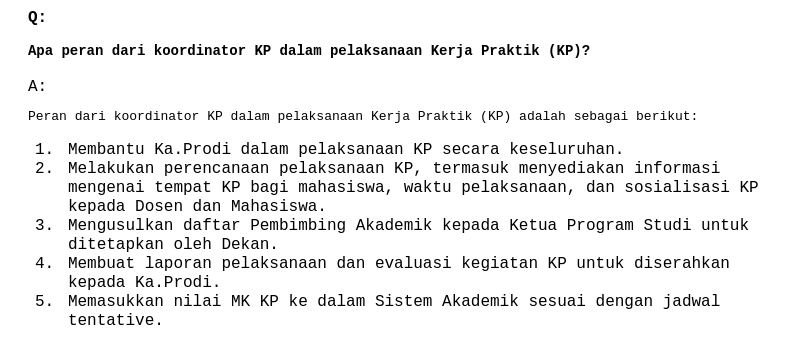 Q:
Apa peran dari koordinator KP dalam pelaksanaan Kerja Praktik (KP)?
A:
Peran dari koordinator KP dalam pelaksanaan Kerja Praktik (KP) adalah sebagai berikut:
1. Membantu Ka.Prodi dalam pelaksanaan KP secara keseluruhan.
2. Melakukan perencanaan pelaksanaan KP, termasuk menyediakan informasi
mengenai tempat KP bagi mahasiswa, waktu pelaksanaan, dan sosialisasi KP
kepada Dosen dan Mahasiswa.
3. Mengusulkan daftar Pembimbing Akademik kepada Ketua Program Studi untuk
ditetapkan oleh Dekan.
4. Membuat laporan pelaksanaan dan evaluasi kegiatan KP untuk diserahkan
kepada Ka.Prodi.
5. Memasukkan nilai MK KP ke dalam Sistem Akademik sesuai dengan jadwal
tentative.